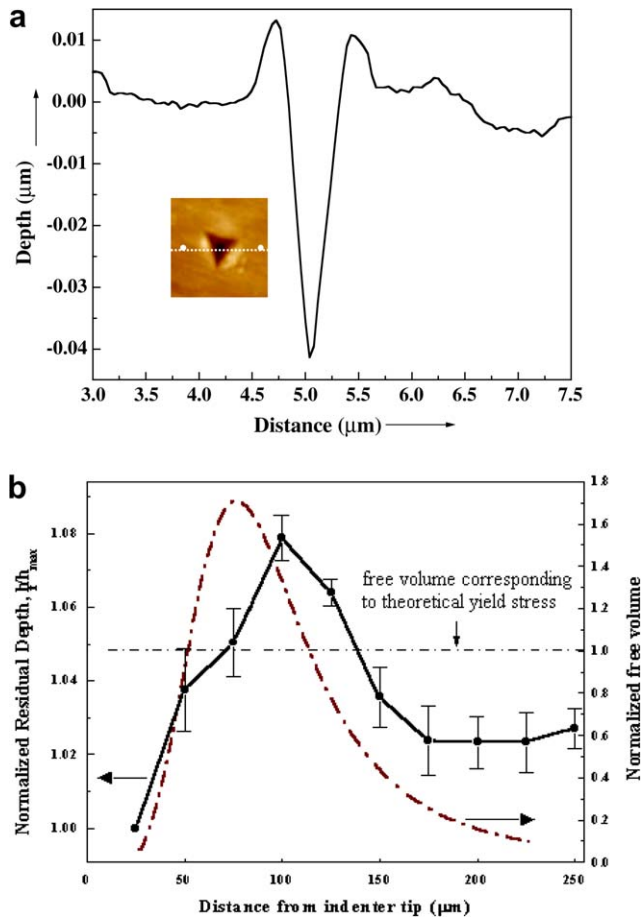 a
0.01
0.00
-0.01
-0.02
-0.03
-0.04
Depth (μm)
3.0 3.5 4.0 4.5 5.0 5.5 6.0 6.5 7.0 7.5
Distance (μm)
b
1.08
1.06
1.04
1.02
1.00
Normalized Residual Depth,
free volume corresponding
to theoretical yield stress
1.8
1.6
1.4
1.2
1.0
0.8
0.6
0.4
0.2
0.0
Normalized free volume
0 50 100 150 200 250
Distance from indenter tip (μm)